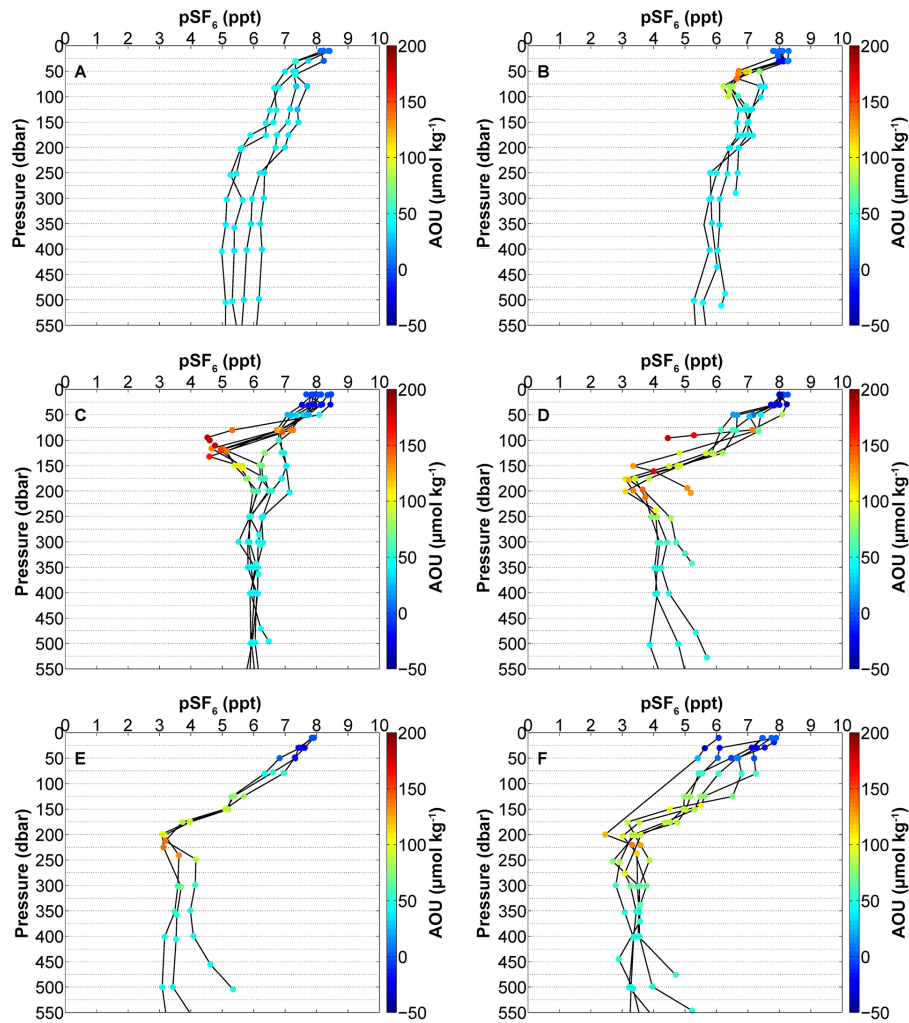 pSF6 (ppt) pSF6 (ppt)
0 1 2 3 4 5 6 7 8 9 10 0 1 2 3 4 5 6 7 8 9 10
A B
0 50 100 150 200 250 300 350 400 450 500 550 0 50 100 150 200 250 300 350 400 450 500 550
Pressure (dbar) Pressure (dbar)
200 150 100 50 0 −50 200 150 100 50 0 −50
AOU (µmol kg-1) AOU (µmol kg-1)
pSF6 (ppt) pSF6 (ppt)
0 1 2 3 4 5 6 7 8 9 10 0 1 2 3 4 5 6 7 8 9 10
C D
0 50 100 150 200 250 300 350 400 450 500 550 0 50 100 150 200 250 300 350 400 450 500 550
Pressure (dbar) Pressure (dbar)
200 150 100 50 0 −50 200 150 100 50 0 −50
AOU (µmol kg-1) AOU (µmol kg-1)
pSF6 (ppt) pSF6 (ppt)
0 1 2 3 4 5 6 7 8 9 10 0 1 2 3 4 5 6 7 8 9 10
E F
0 50 100 150 200 250 300 350 400 450 500 550 0 50 100 150 200 250 300 350 400 450 500 550
Pressure (dbar) Pressure (dbar)
200 150 100 50 0 −50 200 150 100 50 0 −50
AOU (µmol kg-1) AOU (µmol kg-1)